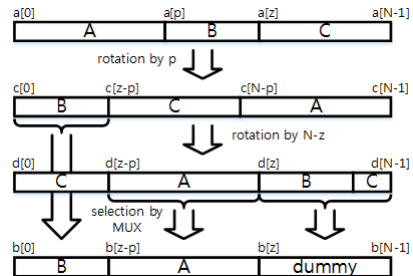 a[0] a[p] a[z] a[N-1]
A B C
rotation by p
c[0] c[z-p] c[N-p] c[N-1]
B C A
rotation by N-z
d[0] d[z-p] d[z] d[N-1]
C A B C
selection by
MUX
b[0] b[z-p] b[z] b[N-1]
B A dummy